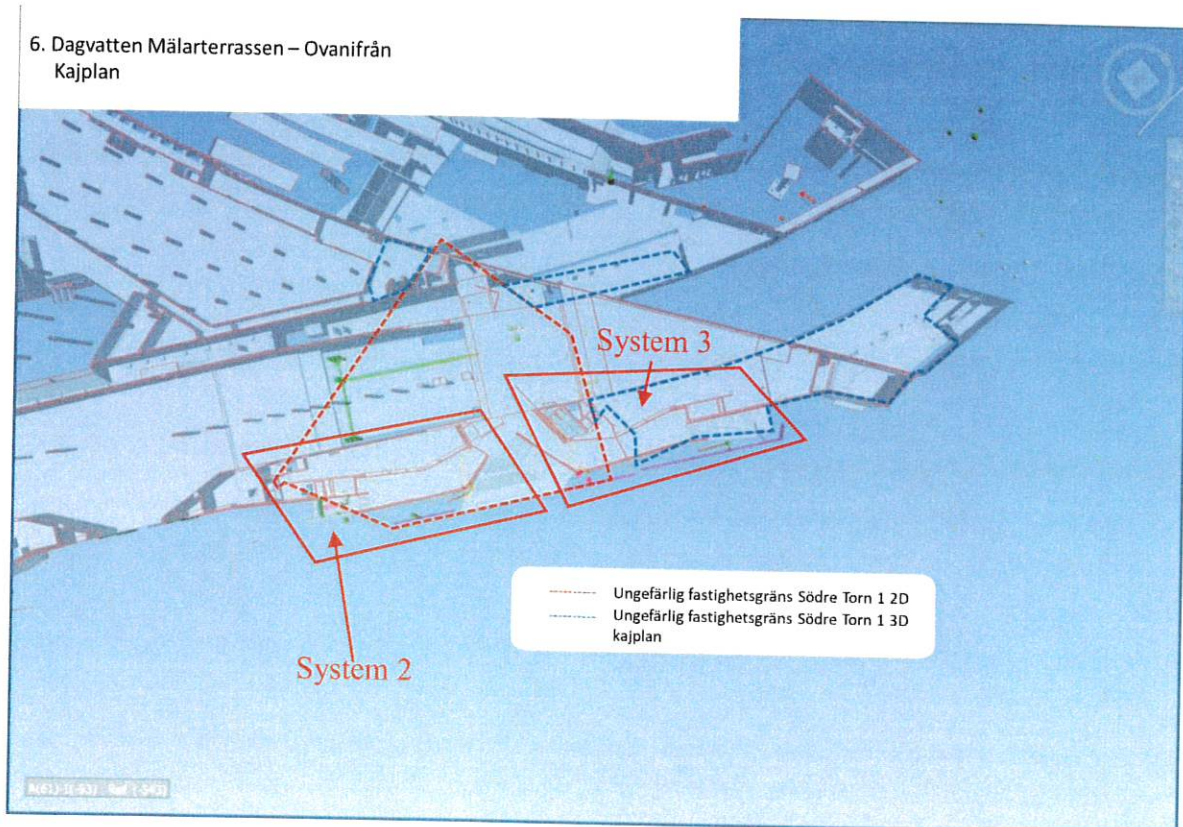 6. Dagvatten Mälarterrassen – Ovanifrån
Kajplan
System 3
Ungefärlig fastighetsgräns Södre Torn 1 2D
Ungefärlig fastighetsgräns Södre Torn 1 3D
kajplan
System 2